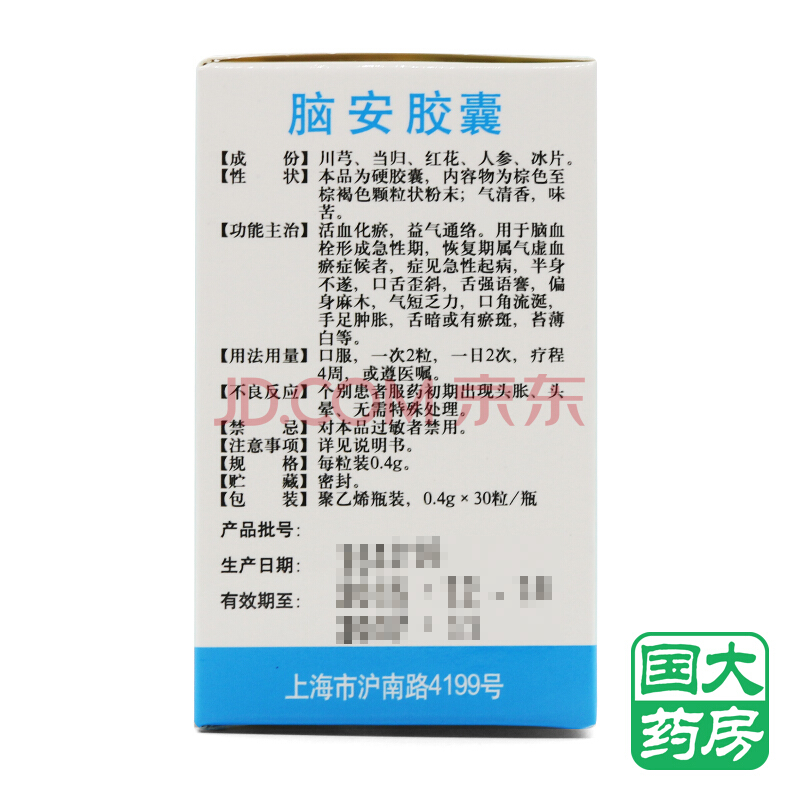 脑安胶囊
【成　份】川芎、当归、红花、人参、冰片。
【性　状】本品为硬胶囊，内容物为棕色至
棕褐色颗粒状粉末；气清香，味
苦。
【功能主治】活血化瘀，益气通络。用于脑血
栓形成急性期，恢复期属气虚血
瘀症候者，症见急性起病，半身
不遂，口舌歪斜，舌强语謇，偏
身麻木，气短乏力，口角流涎，
手足肿胀，舌暗或有瘀斑，苔薄
白等。
【用法用量】口服，一次2粒，一日2次，疗程
4周，或遵医嘱。
JD.COM 京东
【不良反应】个别患者服药初期出现头胀、头
晕、无需特殊处理。
【禁　忌】对本品过敏者禁用。
【注意事项】详见说明书。
【规　格】每粒装0.4g。
【贮　藏】密封。
【包　装】聚乙烯瓶装，0.4g×30粒/瓶
产品批号：
生产日期：
有效期至：
上海市沪南路4199号
国大
药房